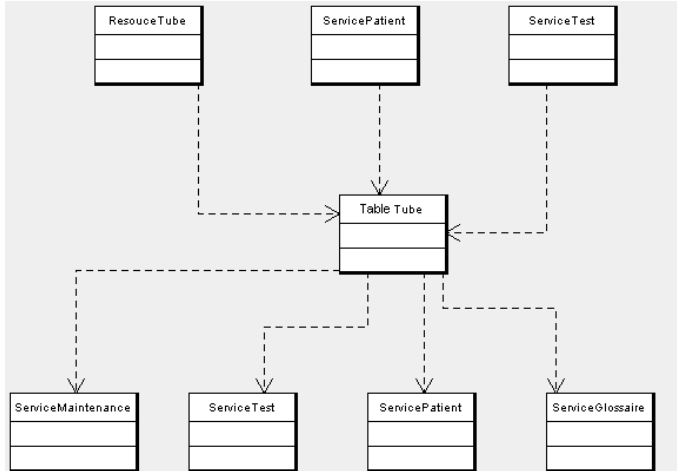 ResouceTube
ServicePatient
ServiceTest
Table Tube
ServiceMaintenance
ServiceTest
ServicePatient
ServiceGlossaire